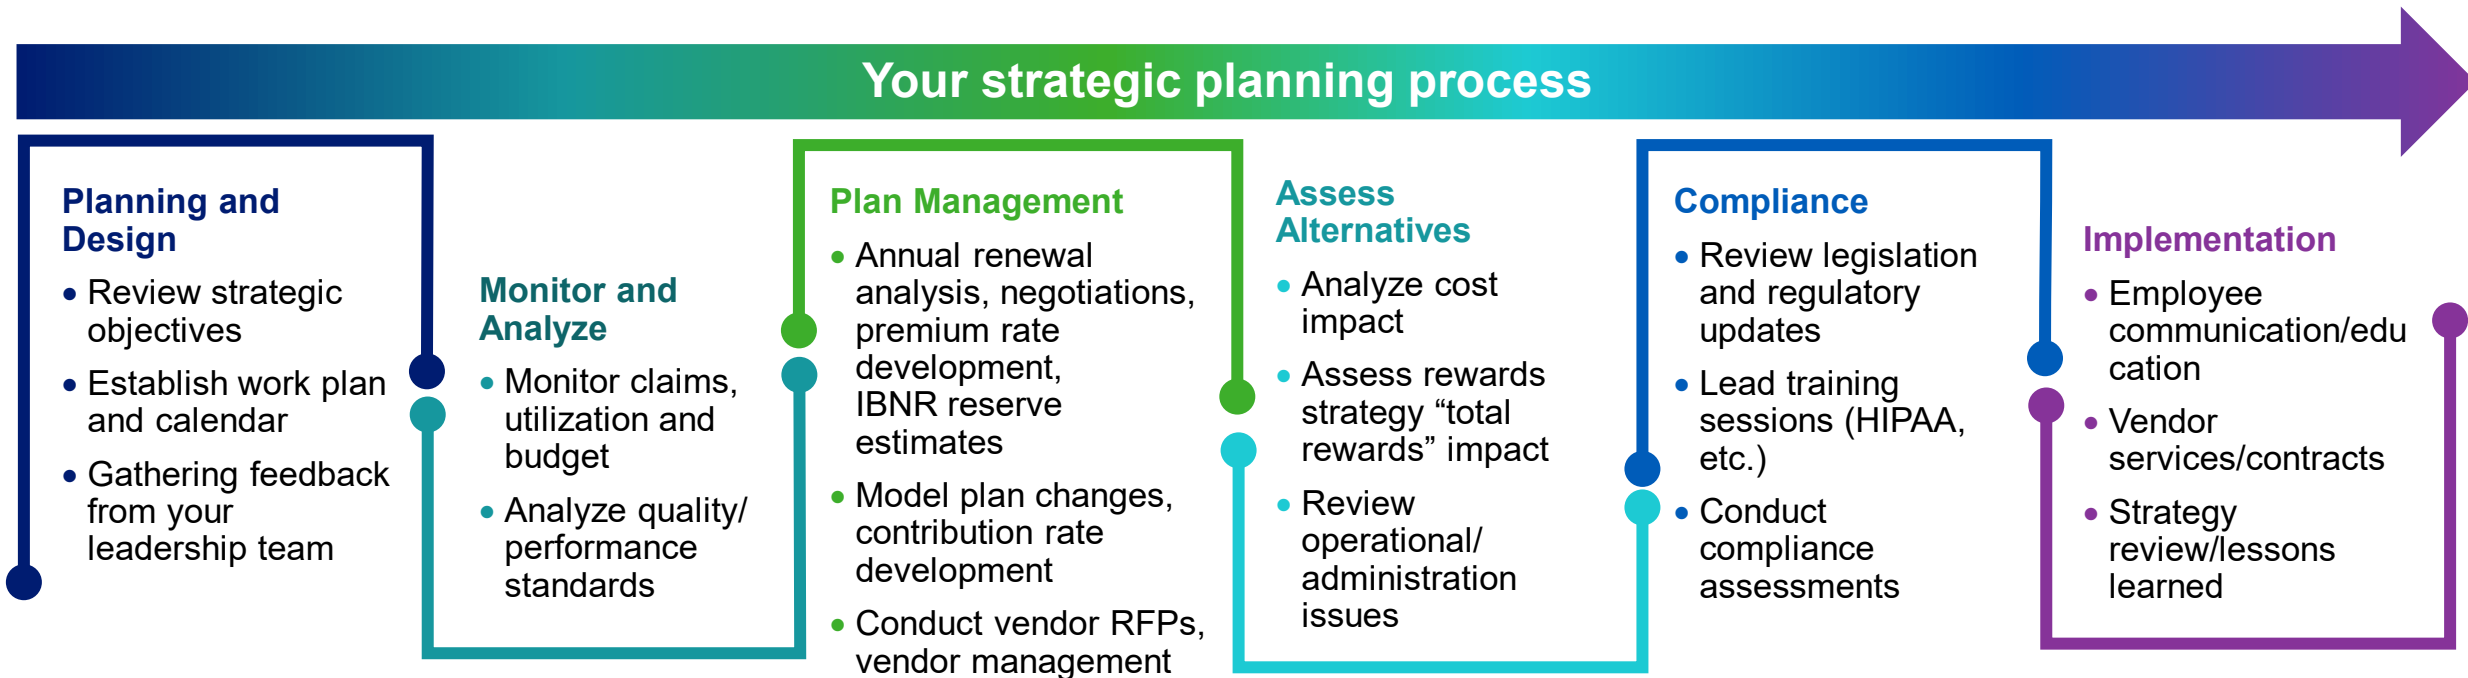 Your strategic planning process
Planning and
Design
• Review strategic
objectives
• Establish work plan
and calendar
• Gathering feedback
from your
leadership team
Monitor and
Analyze
• Monitor claims,
utilization and
budget
• Analyze quality/
performance
standards
Plan Management
• Annual renewal
analysis, negotiations,
premium rate
development,
IBNR reserve
estimates
• Model plan changes,
contribution rate
development
• Conduct vendor RFPs,
vendor management
Assess
Alternatives
• Analyze cost
impact
• Assess rewards
strategy “total
rewards” impact
• Review
operational/
administration
issues
Compliance
• Review legislation
and regulatory
updates
• Lead training
sessions (HIPAA,
etc.)
• Conduct
compliance
assessments
Implementation
• Employee
communication/edu
cation
• Vendor
services/contracts
• Strategy
review/lessons
learned